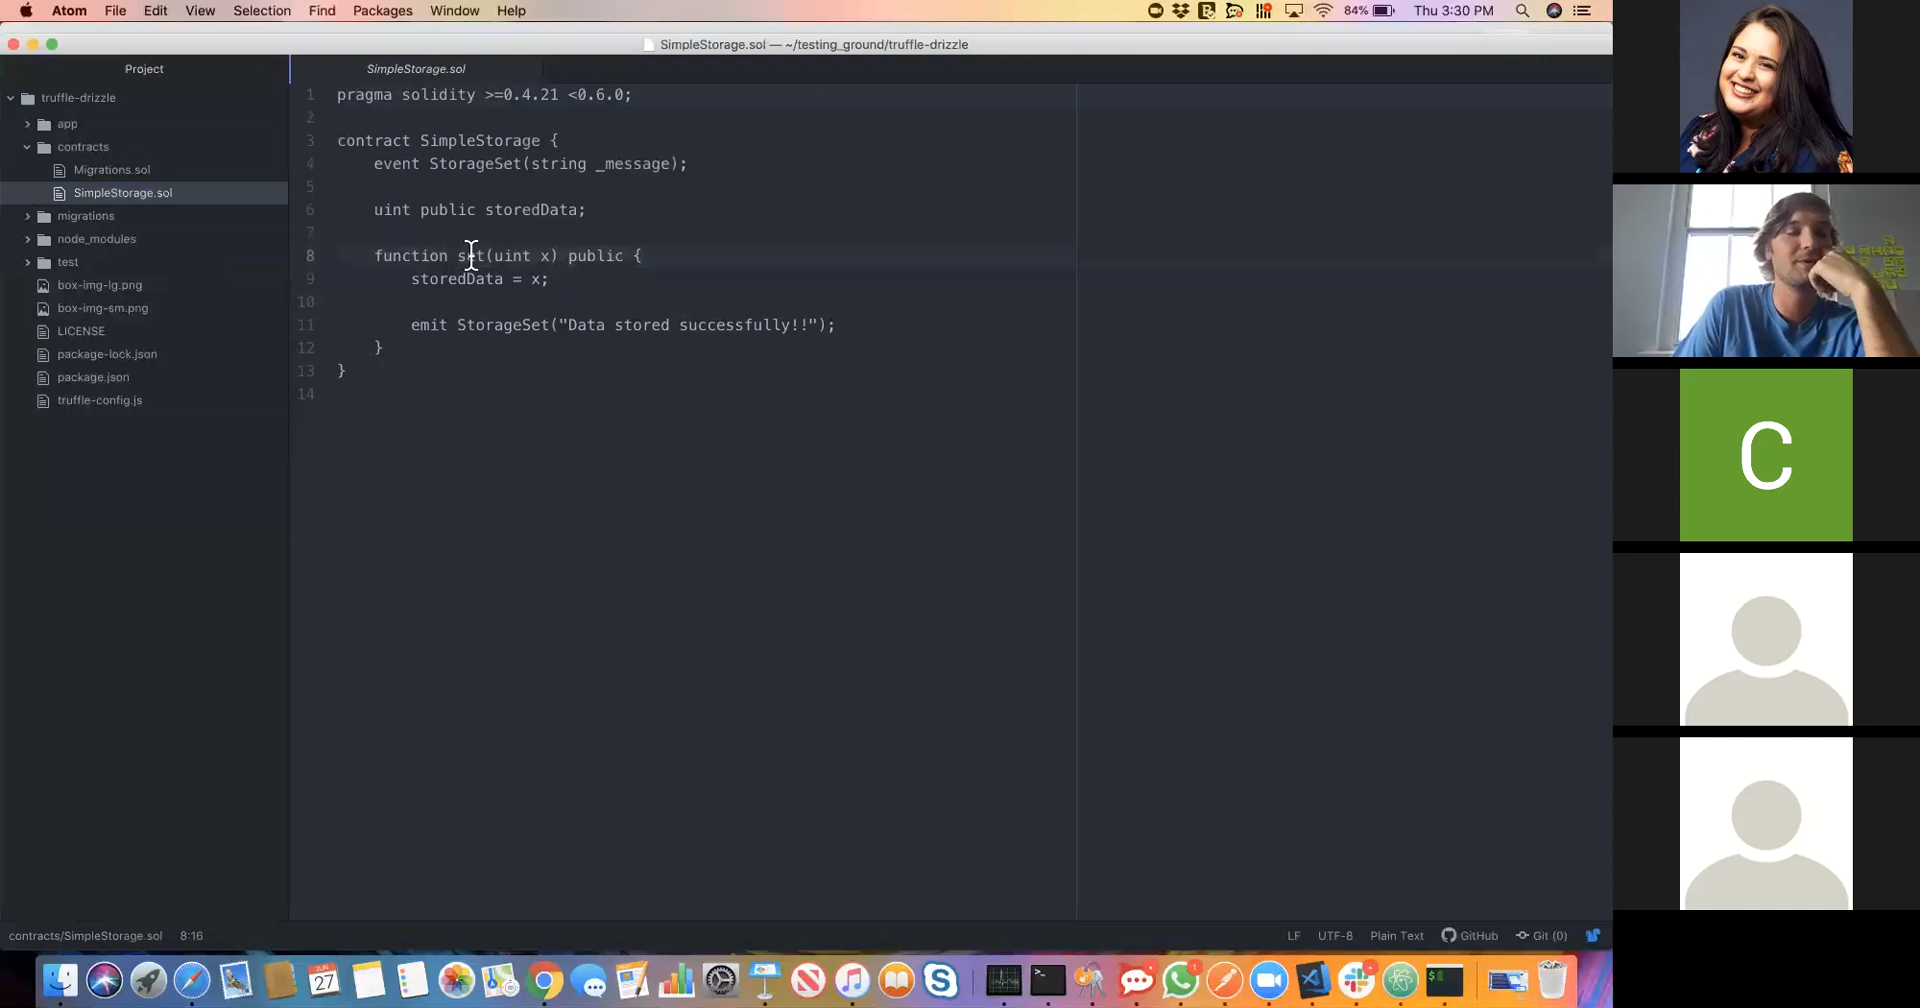 Atom File Edit View Selection Find Packages Window Help
84% Thu 3:30 PM
SimpleStorage.sol — ~/testing_ground/truffle-drizzle
Project
SimpleStorage.sol
truffle-drizzle
app
contracts
Migrations.sol
SimpleStorage.sol
migrations
node_modules
test
box-img-lg.png
box-img-sm.png
LICENSE
package-lock.json
package.json
truffle-config.js
1 pragma solidity >=0.4.21 <0.6.0;
2
3 contract SimpleStorage {
4 event StorageSet(string _message);
5
6 uint public storedData;
7
8 function set(uint x) public {
9 storedData = x;
10
11 emit StorageSet("Data stored successfully!!");
12 }
13 }
14
C
contracts/SimpleStorage.sol 8:16
LF UTF-8 Plain Text GitHub Git (0)
JUN
27